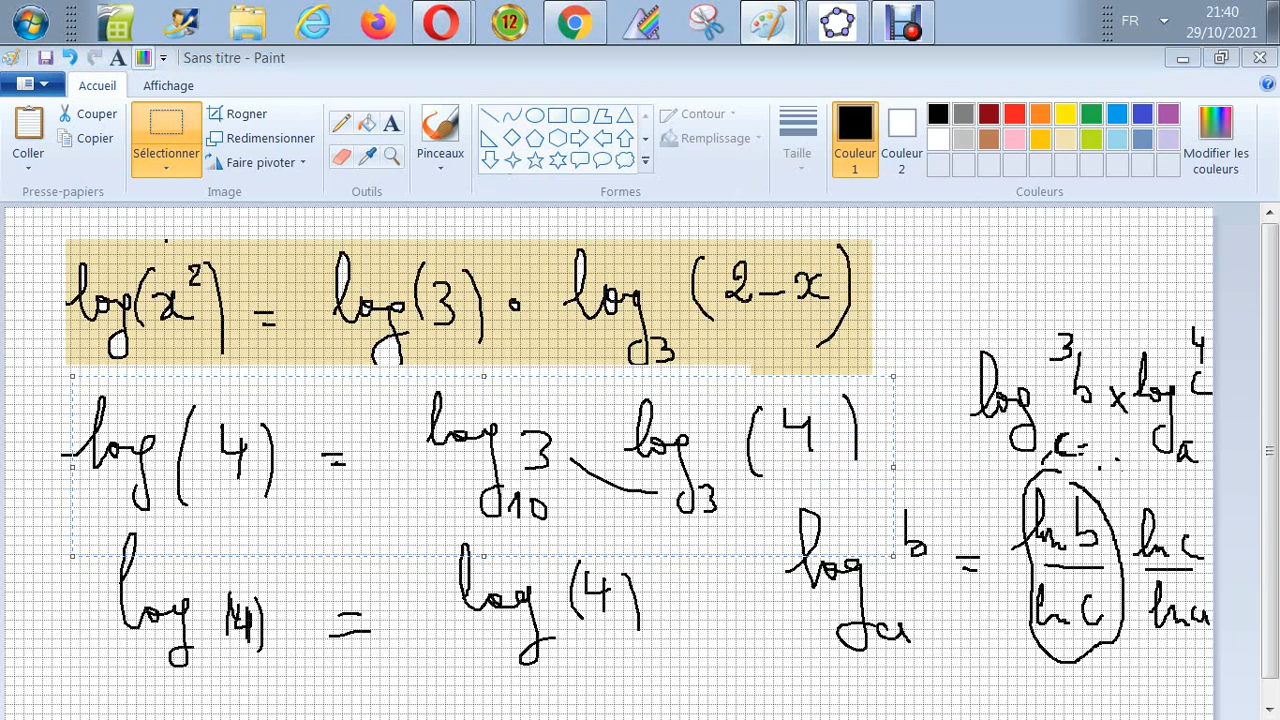 12
FR
21:40
29/10/2021
Sans titre - Paint
Accueil
Affichage
Couper
Copier
Coller
Presse-papiers
Sélectionner
Rogner
Redimensionner
Faire pivoter
Image
Outils
Pinceaux
Contour
Remplissage
Formes
Taille
Couleur 1
Couleur 2
Modifier les couleurs
Couleurs
log(x²) = log(3) · log₃(2-x)
log_c b × log_a c
log(4) = log₁₀ 3 log₃(4)
log_a b = ln b / ln c ln c / ln a
log (4) = log(4)